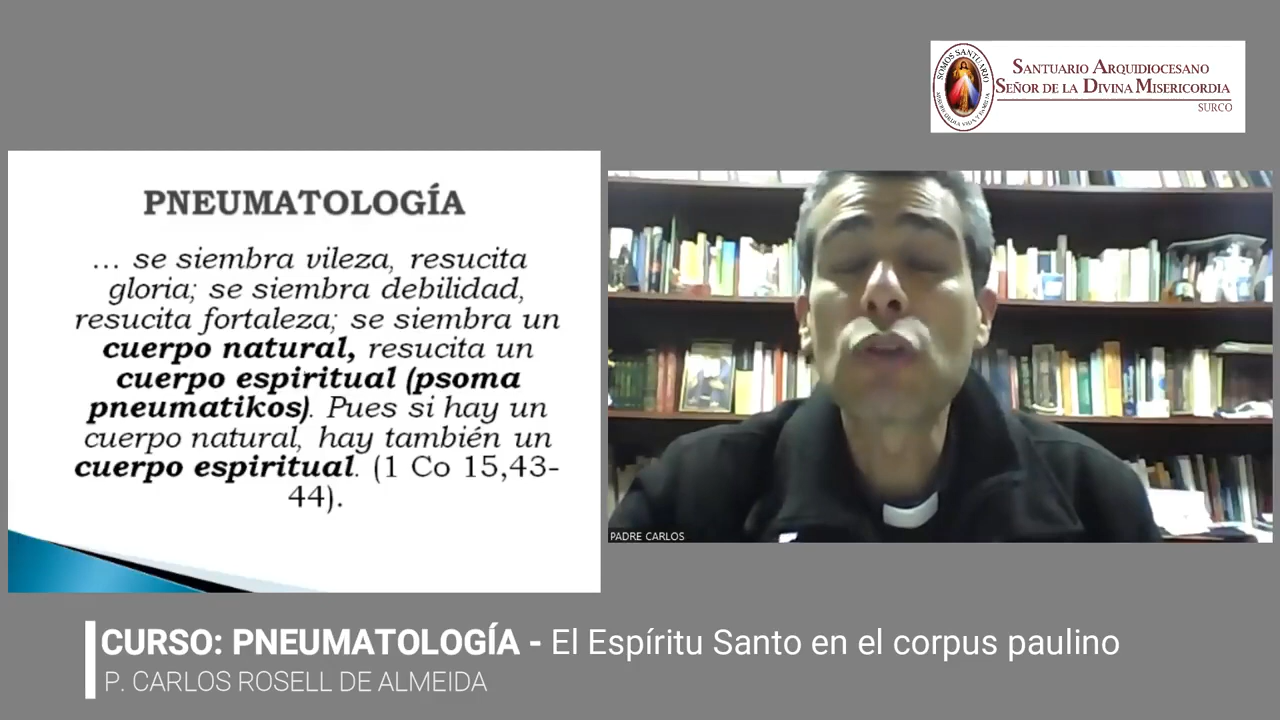 SOMOS SANTUARIO
SANTUARIO ARQUIDIOCESANO
SEÑOR DE LA DIVINA MISERICORDIA
SURCO
PNEUMATOLOGÍA
... se siembra vileza, resucita
gloria; se siembra debilidad,
resucita fortaleza; se siembra un
cuerpo natural, resucita un
cuerpo espiritual (psoma
pneumatikos). Pues si hay un
cuerpo natural, hay también un
cuerpo espiritual. (1 Co 15,43-
44).
PADRE CARLOS
CURSO: PNEUMATOLOGÍA - El Espíritu Santo en el corpus paulino
P. CARLOS ROSELL DE ALMEIDA